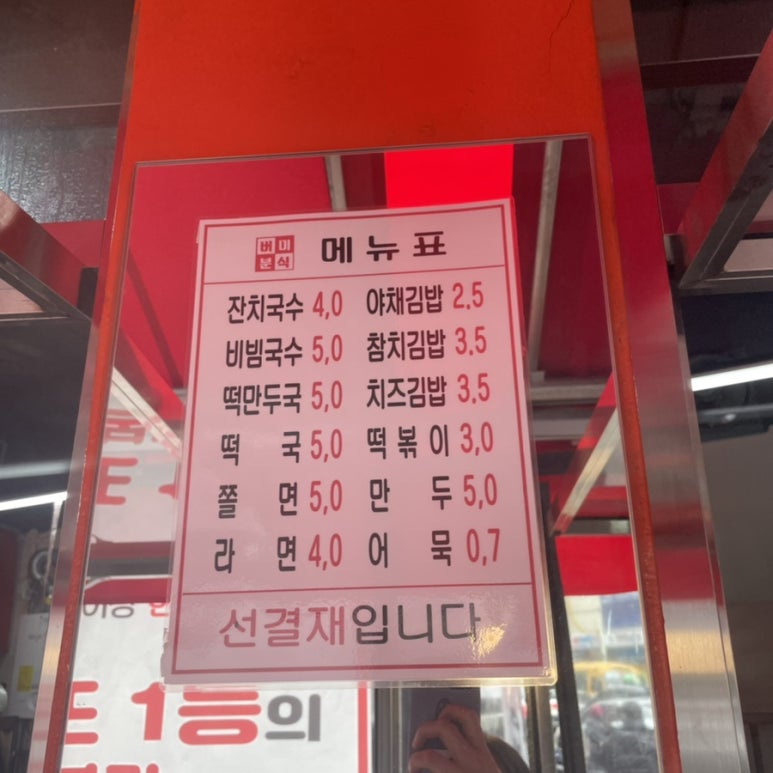 버미
분식
메뉴표
잔치국수 4,0 야채김밥 2.5
비빔국수 5,0 참치김밥 3.5
떡만두국 5,0 치즈김밥 3.5
떡 국 5,0 떡볶이 3,0
쫄 면 5,0 만 두 5,0
라 면 4,0 어 묵 0,7
선결재입니다
1등의